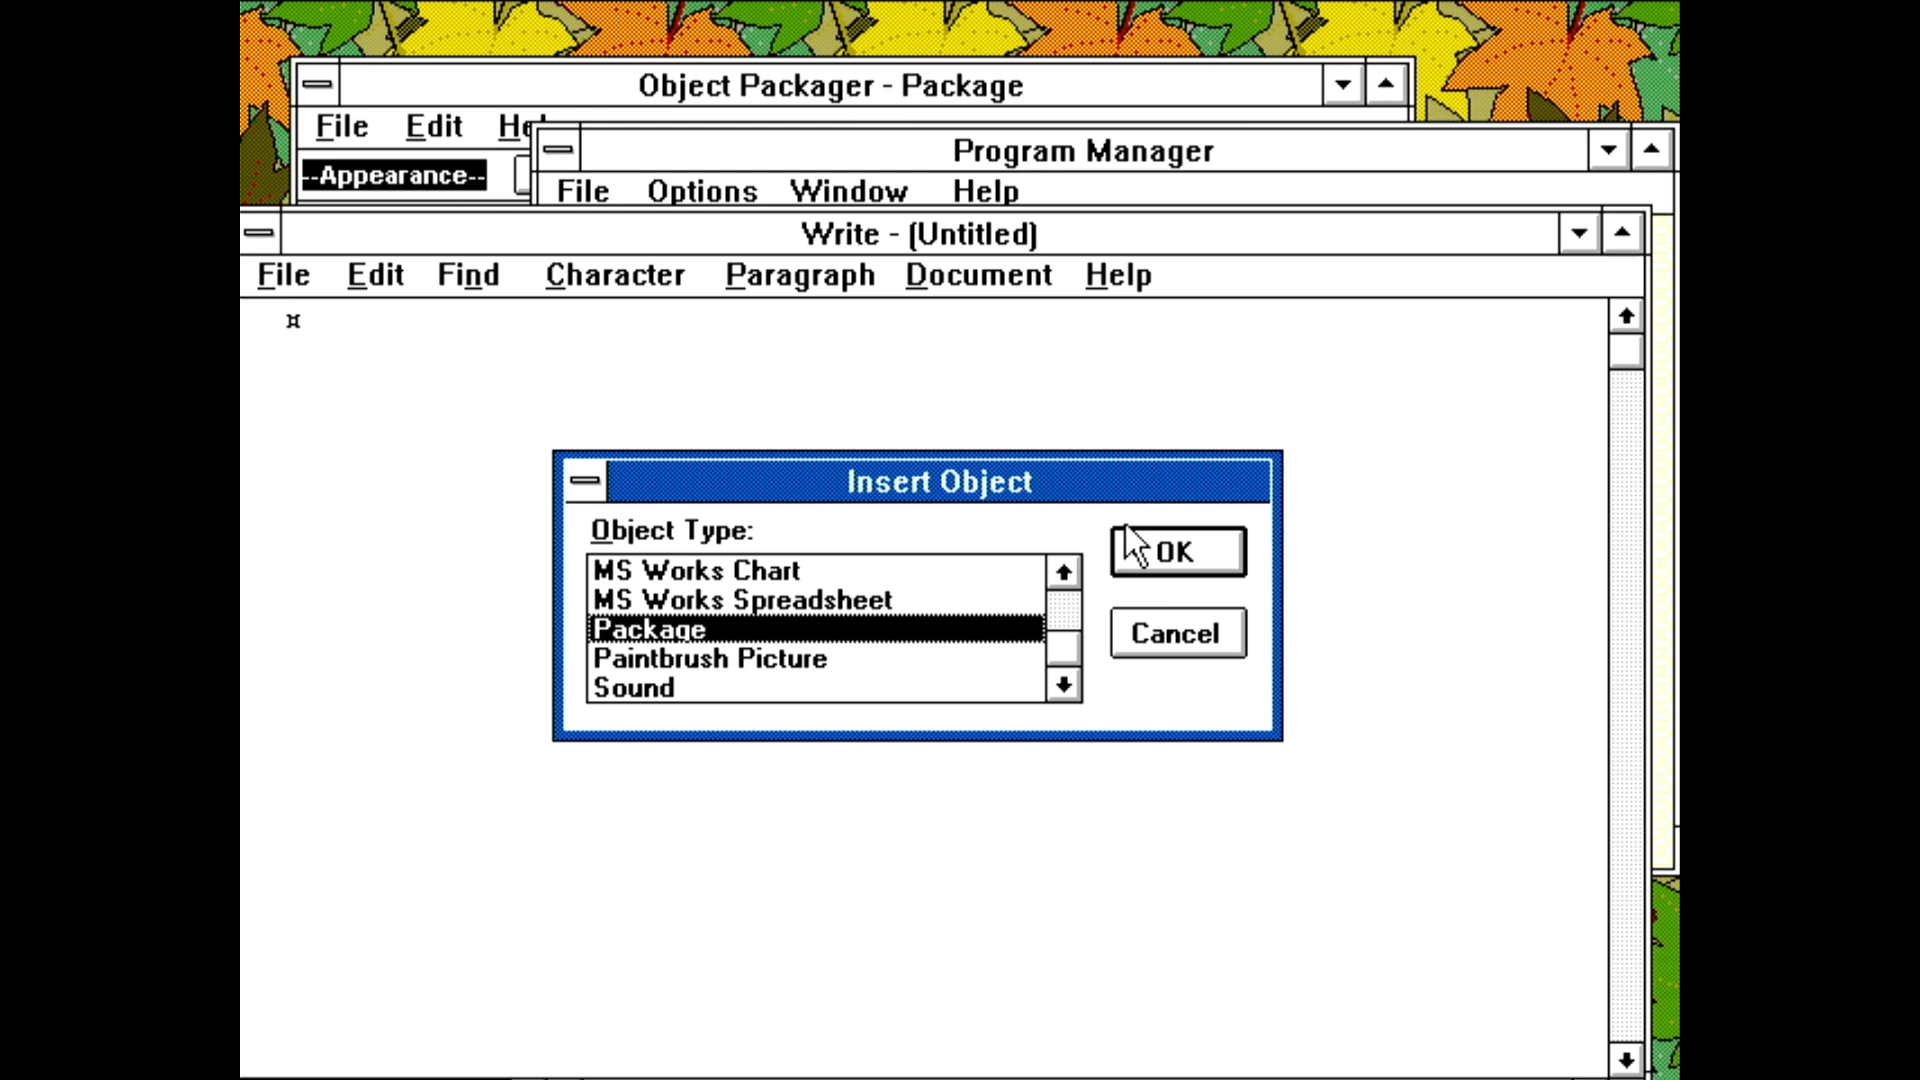 Object Packager - Package
File Edit Hel
--Appearance--
Program Manager
File Options Window Help
Write - (Untitled)
File Edit Find Character Paragraph Document Help
¤
Insert Object
Object Type:
MS Works Chart
MS Works Spreadsheet
Package
Paintbrush Picture
Sound
OK
Cancel